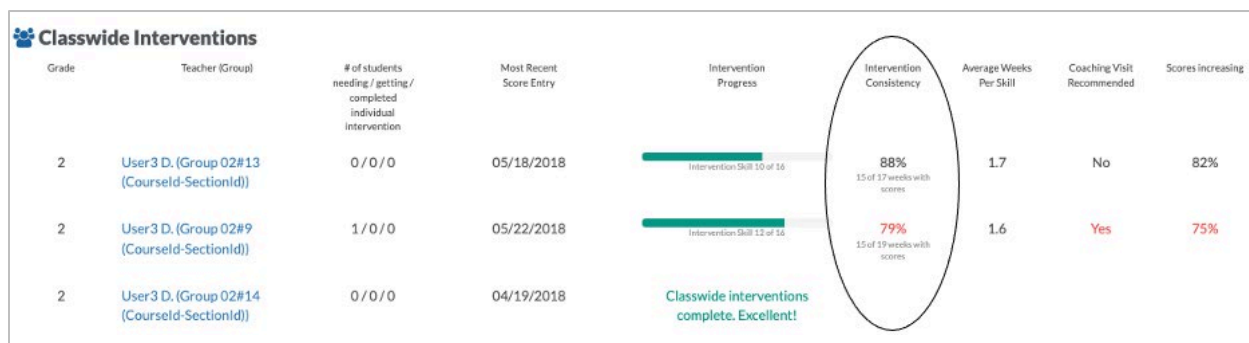 Classwide Interventions
Grade
Teacher (Group)
# of students
needing / getting /
completed
individual
intervention
Most Recent
Score Entry
Intervention
Progress
Intervention
Consistency
Average Weeks
Per Skill
Coaching Visit
Recommended
Scores increasing
2
User3 D. (Group 02#13
(CourseId-SectionId))
0/0/0
05/18/2018
Intervention Skill 10 of 16
88%
15 of 17 weeks with
scores
1.7
No
82%
2
User3 D. (Group 02#9
(CourseId-SectionId))
1/0/0
05/22/2018
Intervention Skill 12 of 16
79%
15 of 19 weeks with
scores
1.6
Yes
75%
2
User3 D. (Group 02#14
(CourseId-SectionId))
0/0/0
04/19/2018
Classwide interventions
complete. Excellent!